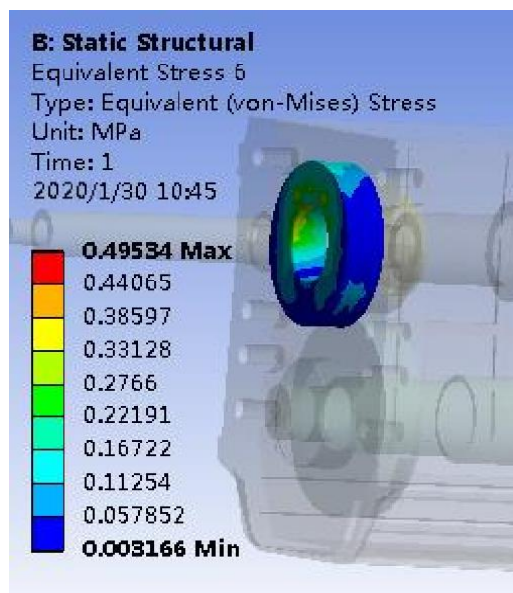 B: Static Structural
Equivalent Stress 6
Type: Equivalent (von-Mises) Stress
Unit: MPa
Time: 1
2020/1/30 10:45
0.49534 Max
0.44065
0.38597
0.33128
0.2766
0.22191
0.16722
0.11254
0.057852
0.003166 Min